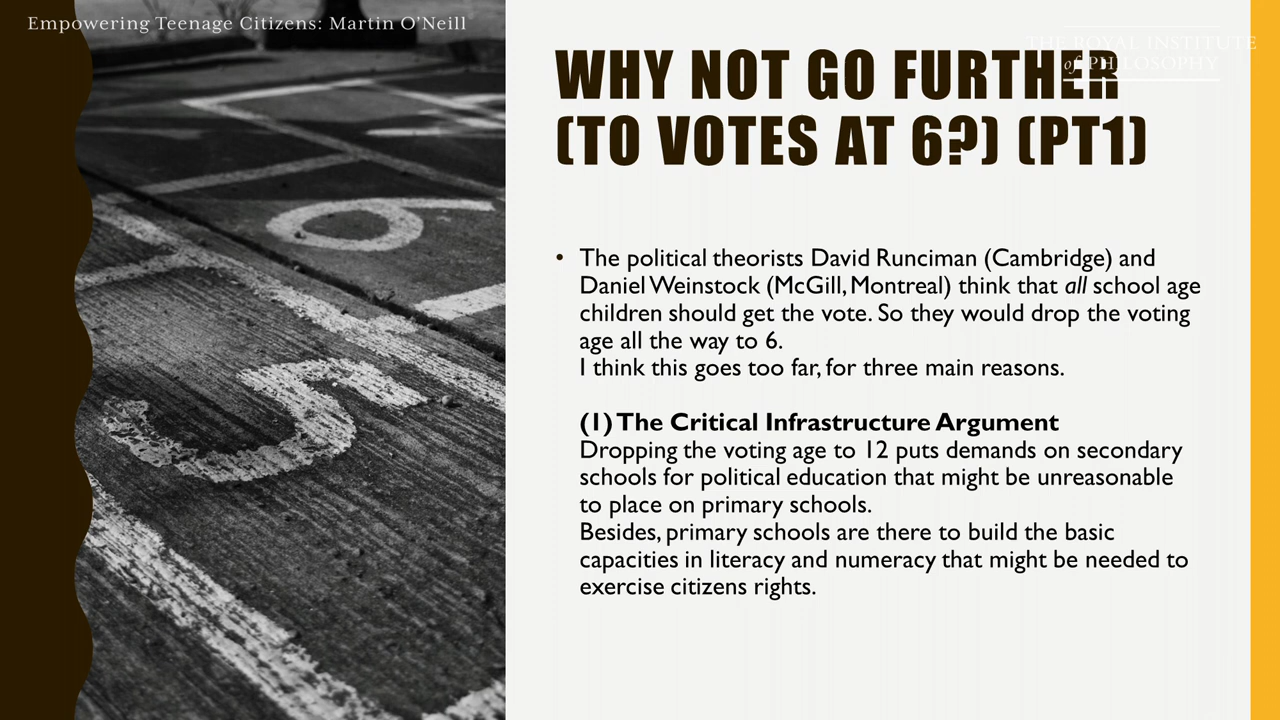 Empowering Teenage Citizens: Martin O'Neill
THE ROYAL INSTITUTE
of PHILOSOPHY
WHY NOT GO FURTHER
(TO VOTES AT 6?) (PT1)
• The political theorists David Runciman (Cambridge) and
Daniel Weinstock (McGill, Montreal) think that all school age
children should get the vote. So they would drop the voting
age all the way to 6.
I think this goes too far, for three main reasons.
(1) The Critical Infrastructure Argument
Dropping the voting age to 12 puts demands on secondary
schools for political education that might be unreasonable
to place on primary schools.
Besides, primary schools are there to build the basic
capacities in literacy and numeracy that might be needed to
exercise citizens rights.
6
5